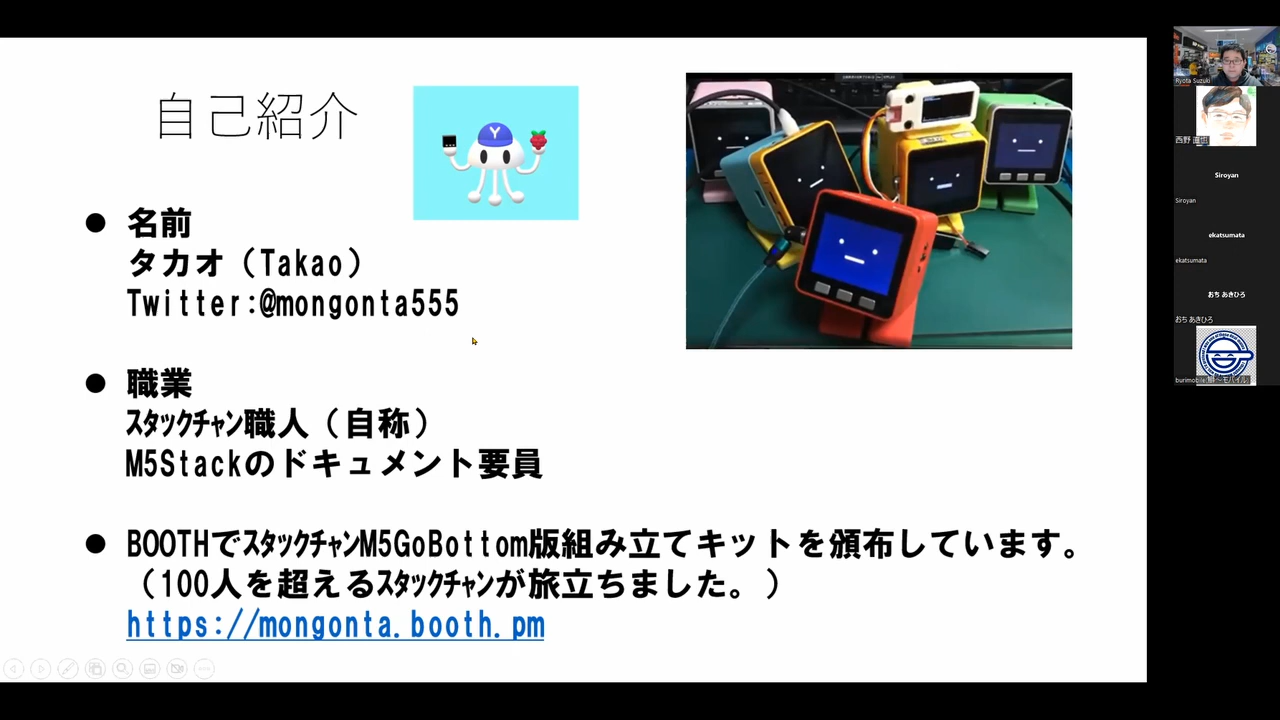 自己紹介
Y
● 名前
タカオ（Takao）
Twitter:@mongonta555
● 職業
ｽﾀｯｸﾁｬﾝ職人（自称）
M5Stackのドキュメント要員
● BOOTHでｽﾀｯｸﾁｬﾝM5GoBottom版組み立てキットを頒布しています。
（100人を超えるｽﾀｯｸﾁｬﾝが旅立ちました。）
https://mongonta.booth.pm
Ryota Suzuki
西野 直也
Siroyan
Siroyan
ekatsumata
ekatsumata
おち あきひろ
おち あきひろ